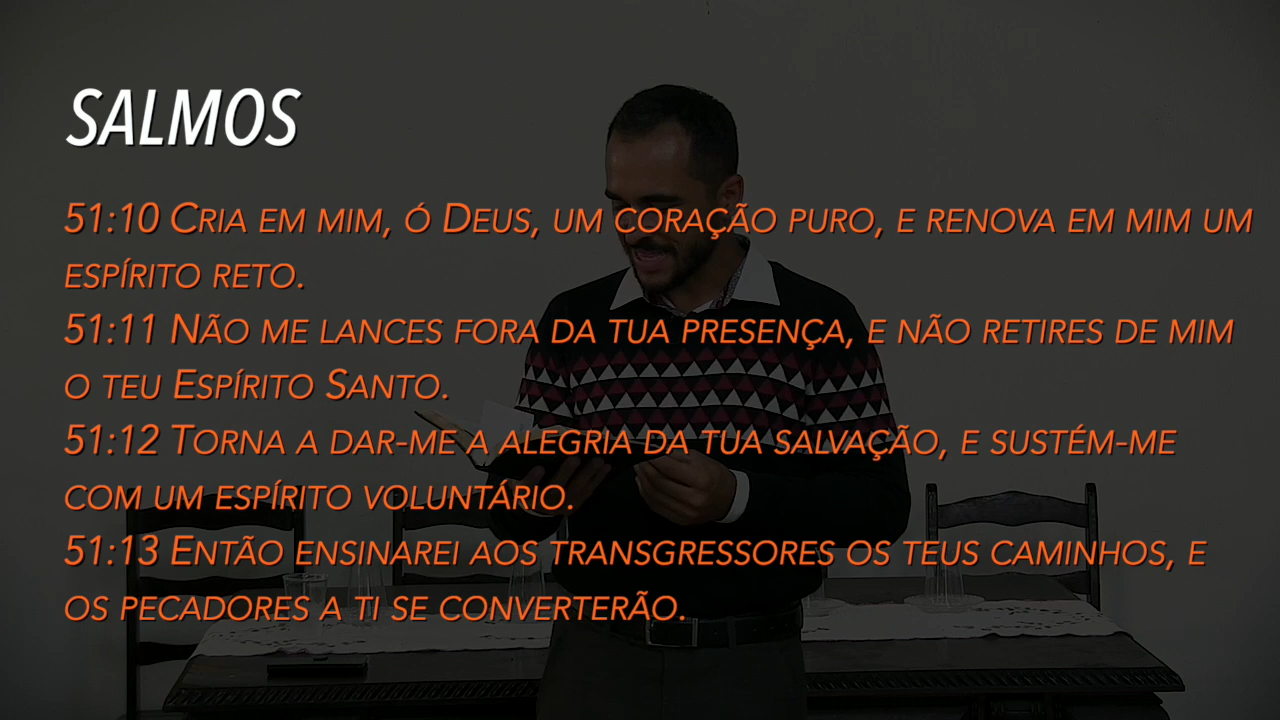 SALMOS
51:10 Cria em mim, ó Deus, um coração puro, e renova em mim um
espírito reto.
51:11 Não me lances fora da tua presença, e não retires de mim
o teu Espírito Santo.
51:12 Torna a dar-me a alegria da tua salvação, e sustém-me
com um espírito voluntário.
51:13 Então ensinarei aos transgressores os teus caminhos, e
os pecadores a ti se converterão.